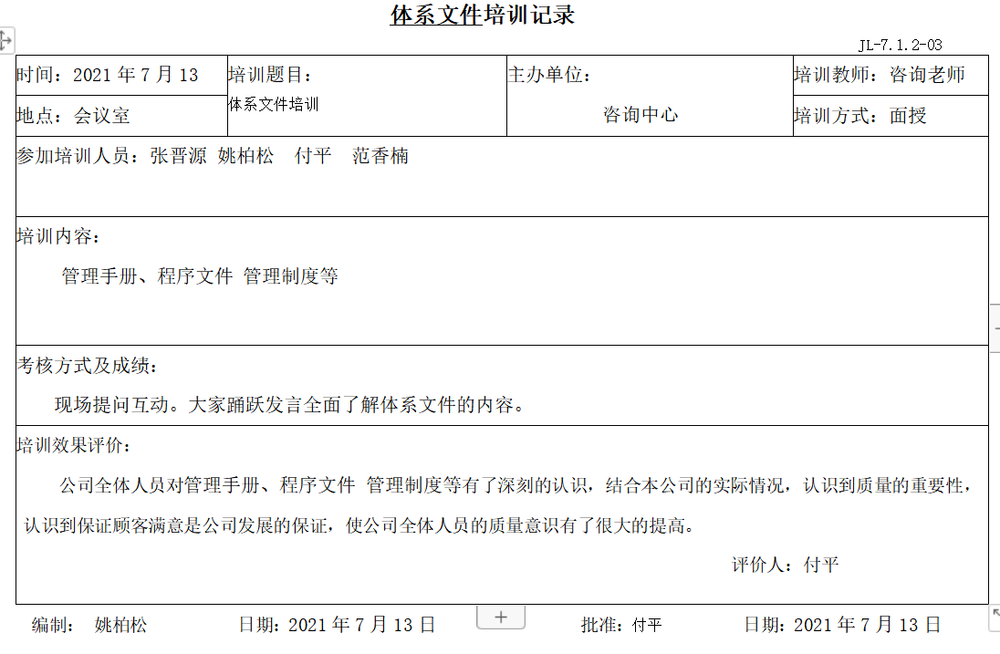 体系文件培训记录
JL-7.1.2-03
时间：2021 年 7 月 13
培训题目：
主办单位：
培训教师：咨询老师
体系文件培训
地点：会议室
咨询中心
培训方式：面授
参加培训人员：张晋源 姚柏松 付平 范香楠
培训内容：
管理手册、程序文件 管理制度等
考核方式及成绩：
现场提问互动。大家踊跃发言全面了解体系文件的内容。
培训效果评价：
公司全体人员对管理手册、程序文件 管理制度等有了深刻的认识，结合本公司的实际情况，认识到质量的重要性，
认识到保证顾客满意是公司发展的保证，使公司全体人员的质量意识有了很大的提高。
评价人：付平
编制： 姚柏松 日期：2021 年 7 月 13 日 批准：付平 日期：2021 年 7 月 13 日